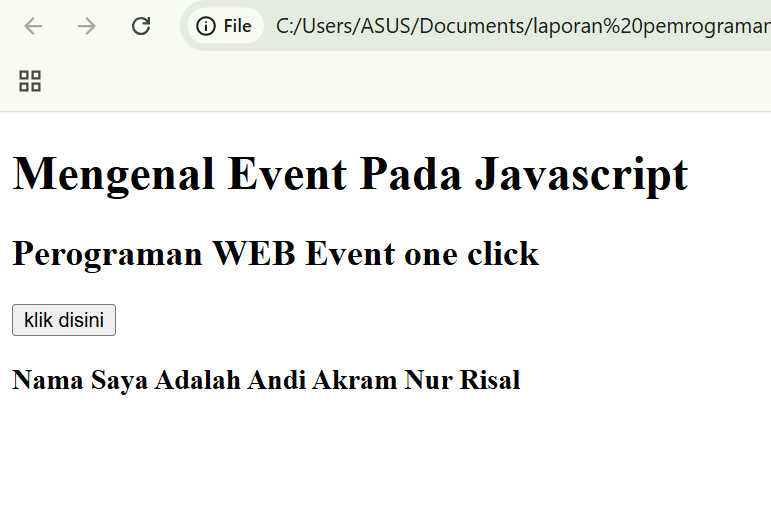 File C:/Users/ASUS/Documents/laporan%20pemrograman
Mengenal Event Pada Javascript
Perograman WEB Event one click
klik disini
Nama Saya Adalah Andi Akram Nur Risal